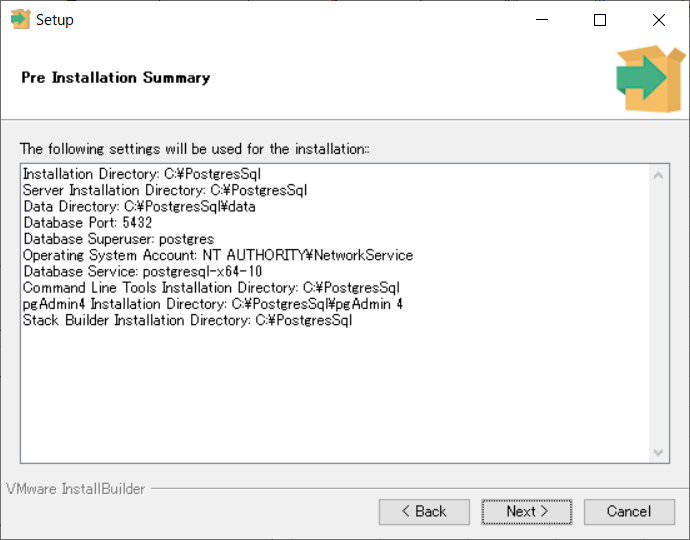 Setup
Pre Installation Summary
The following settings will be used for the installation::
Installation Directory: C:¥PostgresSql
Server Installation Directory: C:¥PostgresSql
Data Directory: C:¥PostgresSql¥data
Database Port: 5432
Database Superuser: postgres
Operating System Account: NT AUTHORITY¥NetworkService
Database Service: postgresql-x64-10
Command Line Tools Installation Directory: C:¥PostgresSql
pgAdmin4 Installation Directory: C:¥PostgresSql¥pgAdmin 4
Stack Builder Installation Directory: C:¥PostgresSql
VMware InstallBuilder
< Back
Next >
Cancel